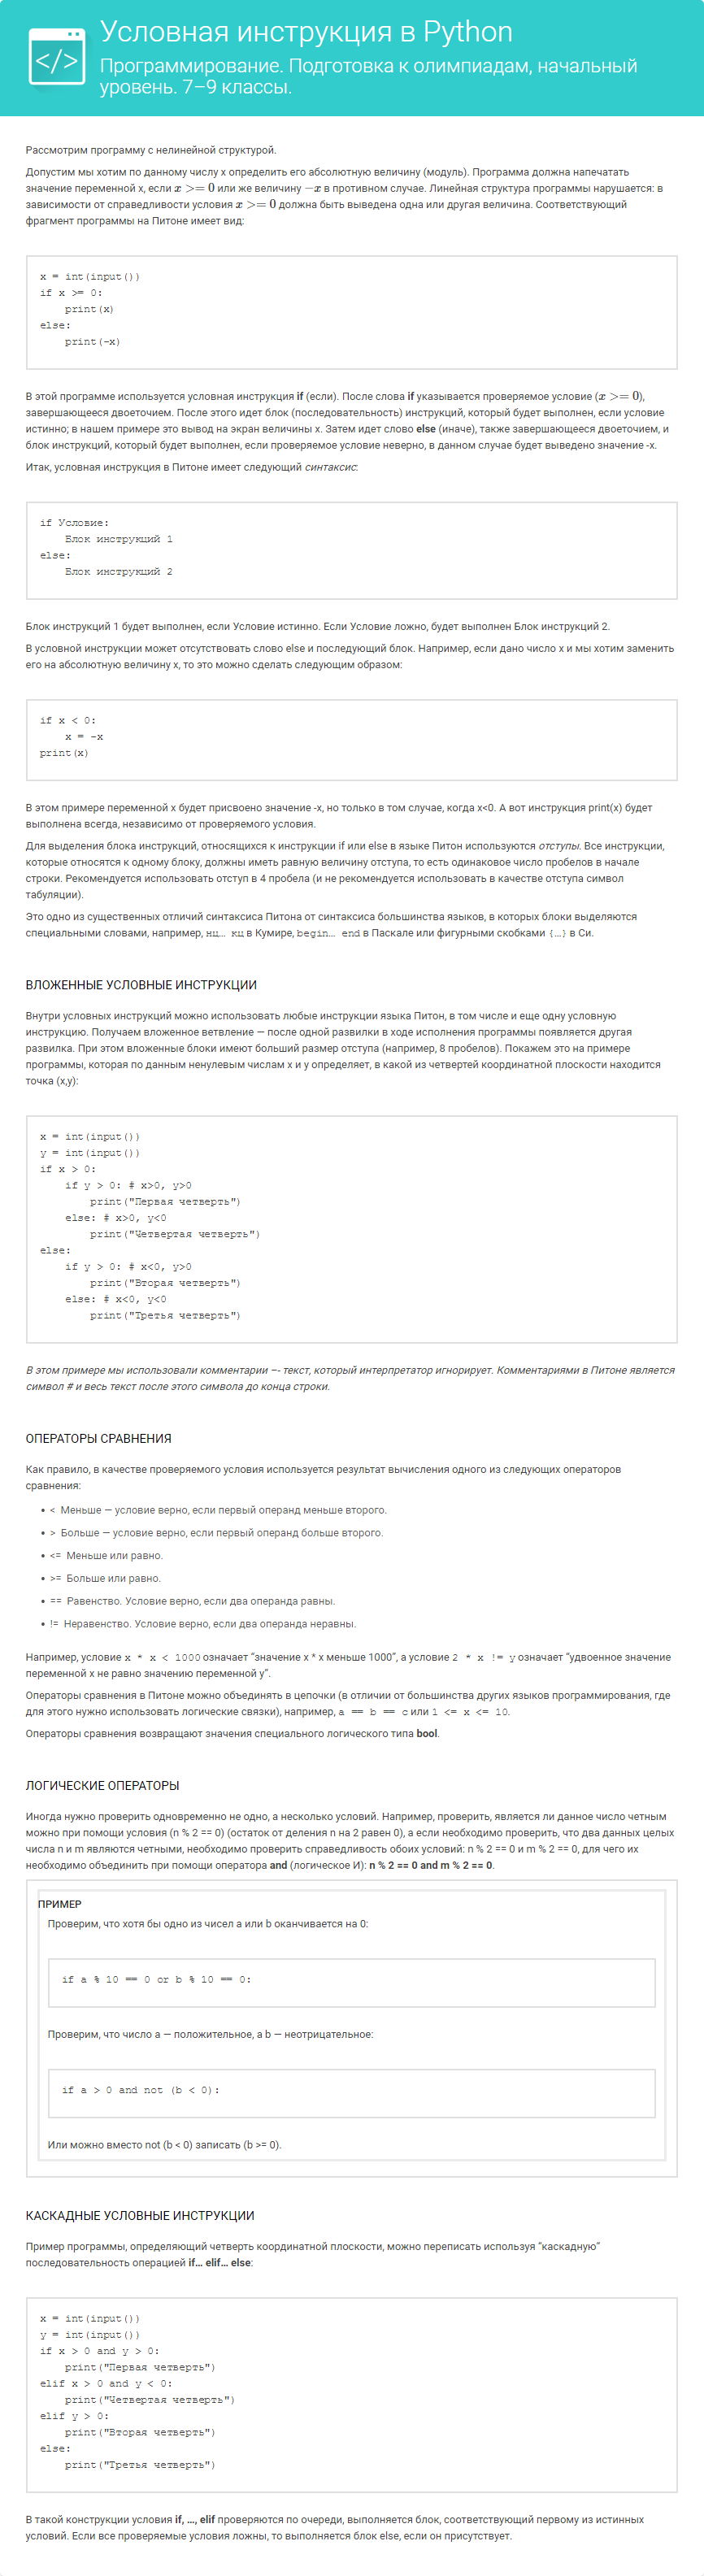 </>
Условная инструкция в Python
Программирование. Подготовка к олимпиадам, начальный
уровень. 7–9 классы.
Рассмотрим программу с нелинейной структурой.
Допустим мы хотим по данному числу x определить его абсолютную величину (модуль). Программа должна напечатать
значение переменной x, если x >= 0 или же величину −x в противном случае. Линейная структура программы нарушается: в
зависимости от справедливости условия x >= 0 должна быть выведена одна или другая величина. Соответствующий
фрагмент программы на Питоне имеет вид:
x = int(input())
if x >= 0:
    print(x)
else:
    print(-x)
В этой программе используется условная инструкция if (если). После слова if указывается проверяемое условие (x >= 0),
завершающееся двоеточием. После этого идет блок (последовательность) инструкций, который будет выполнен, если условие
истинно; в нашем примере это вывод на экран величины x. Затем идет слово else (иначе), также завершающееся двоеточием, и
блок инструкций, который будет выполнен, если проверяемое условие неверно, в данном случае будет выведено значение -x.
Итак, условная инструкция в Питоне имеет следующий синтаксис:
if Условие:
    Блок инструкций 1
else:
    Блок инструкций 2
Блок инструкций 1 будет выполнен, если Условие истинно. Если Условие ложно, будет выполнен Блок инструкций 2.
В условной инструкции может отсутствовать слово else и последующий блок. Например, если дано число x и мы хотим заменить
его на абсолютную величину x, то это можно сделать следующим образом:
if x < 0:
    x = -x
print(x)
В этом примере переменной x будет присвоено значение -x, но только в том случае, когда x<0. А вот инструкция print(x) будет
выполнена всегда, независимо от проверяемого условия.
Для выделения блока инструкций, относящихся к инструкции if или else в языке Питон используются отступы. Все инструкции,
которые относятся к одному блоку, должны иметь равную величину отступа, то есть одинаковое число пробелов в начале
строки. Рекомендуется использовать отступ в 4 пробела (и не рекомендуется использовать в качестве отступа символ
табуляции).
Это одно из существенных отличий синтаксиса Питона от синтаксиса большинства языков, в которых блоки выделяются
специальными словами, например, нц… кц в Кумире, begin… end в Паскале или фигурными скобками {…} в Си.
ВЛОЖЕННЫЕ УСЛОВНЫЕ ИНСТРУКЦИИ
Внутри условных инструкций можно использовать любые инструкции языка Питон, в том числе и еще одну условную
инструкцию. Получаем вложенное ветвление — после одной развилки в ходе исполнения программы появляется другая
развилка. При этом вложенные блоки имеют больший размер отступа (например, 8 пробелов). Покажем это на примере
программы, которая по данным ненулевым числам x и y определяет, в какой из четвертей координатной плоскости находится
точка (x,y):
x = int(input())
y = int(input())
if x > 0:
    if y > 0: # x>0, y>0
        print("Первая четверть")
    else: # x>0, y<0
        print("Четвертая четверть")
else:
    if y > 0: # x<0, y>0
        print("Вторая четверть")
    else: # x<0, y<0
        print("Третья четверть")
В этом примере мы использовали комментарии –- текст, который интерпретатор игнорирует. Комментариями в Питоне является
символ # и весь текст после этого символа до конца строки.
ОПЕРАТОРЫ СРАВНЕНИЯ
Как правило, в качестве проверяемого условия используется результат вычисления одного из следующих операторов
сравнения:
• < Меньше — условие верно, если первый операнд меньше второго.
• > Больше — условие верно, если первый операнд больше второго.
• <= Меньше или равно.
• >= Больше или равно.
• == Равенство. Условие верно, если два операнда равны.
• != Неравенство. Условие верно, если два операнда неравны.
Например, условие x * x < 1000 означает “значение x * x меньше 1000”, а условие 2 * x != y означает “удвоенное значение
переменной x не равно значению переменной y”.
Операторы сравнения в Питоне можно объединять в цепочки (в отличии от большинства других языков программирования, где
для этого нужно использовать логические связки), например, a == b == c или 1 <= x <= 10.
Операторы сравнения возвращают значения специального логического типа bool.
ЛОГИЧЕСКИЕ ОПЕРАТОРЫ
Иногда нужно проверить одновременно не одно, а несколько условий. Например, проверить, является ли данное число четным
можно при помощи условия (n % 2 == 0) (остаток от деления n на 2 равен 0), а если необходимо проверить, что два данных целых
числа n и m являются четными, необходимо проверить справедливость обоих условий: n % 2 == 0 и m % 2 == 0, для чего их
необходимо объединить при помощи оператора and (логическое И): n % 2 == 0 and m % 2 == 0.
ПРИМЕР
Проверим, что хотя бы одно из чисел a или b оканчивается на 0:
if a % 10 == 0 or b % 10 == 0:
Проверим, что число a — положительное, а b — неотрицательное:
if a > 0 and not (b < 0):
Или можно вместо not (b < 0) записать (b >= 0).
КАСКАДНЫЕ УСЛОВНЫЕ ИНСТРУКЦИИ
Пример программы, определяющий четверть координатной плоскости, можно переписать используя “каскадную”
последовательность операцией if… elif… else:
x = int(input())
y = int(input())
if x > 0 and y > 0:
    print("Первая четверть")
elif x > 0 and y < 0:
    print("Четвертая четверть")
elif y > 0:
    print("Вторая четверть")
else:
    print("Третья четверть")
В такой конструкции условия if, …, elif проверяются по очереди, выполняется блок, соответствующий первому из истинных
условий. Если все проверяемые условия ложны, то выполняется блок else, если он присутствует.